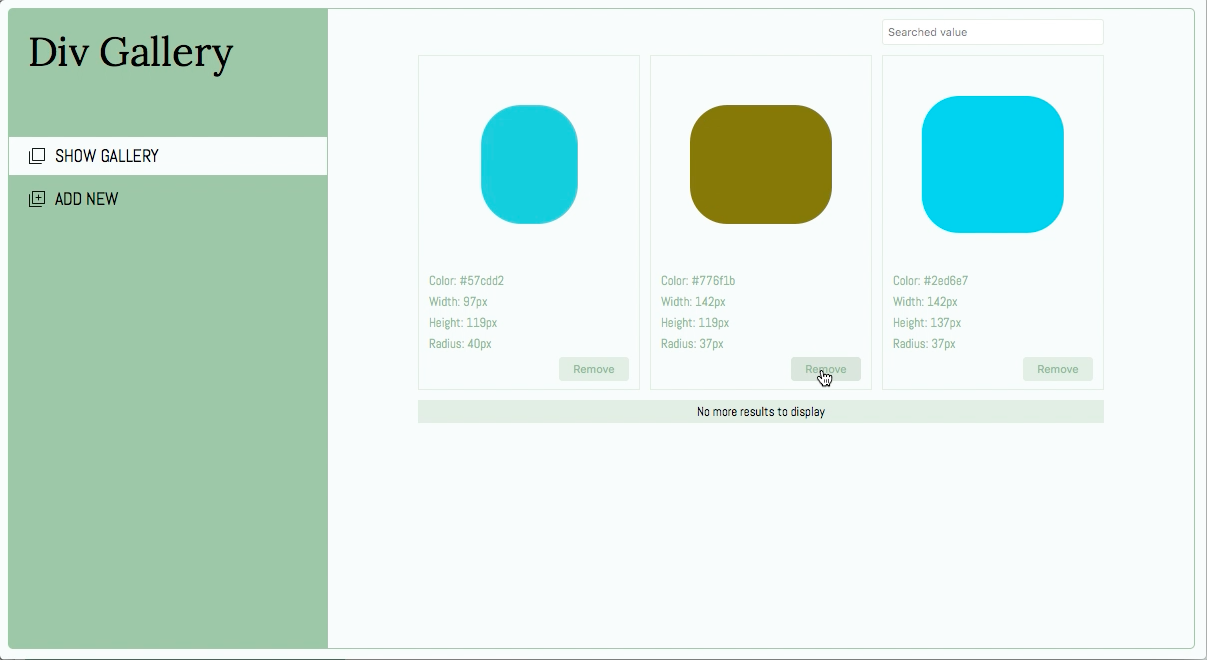 Div Gallery
SHOW GALLERY
ADD NEW
Searched value
Color: #57cdd2
Width: 97px
Height: 119px
Radius: 40px
Remove
Color: #776f1b
Width: 142px
Height: 119px
Radius: 37px
Remove
Color: #2ed6e7
Width: 142px
Height: 137px
Radius: 37px
Remove
No more results to display